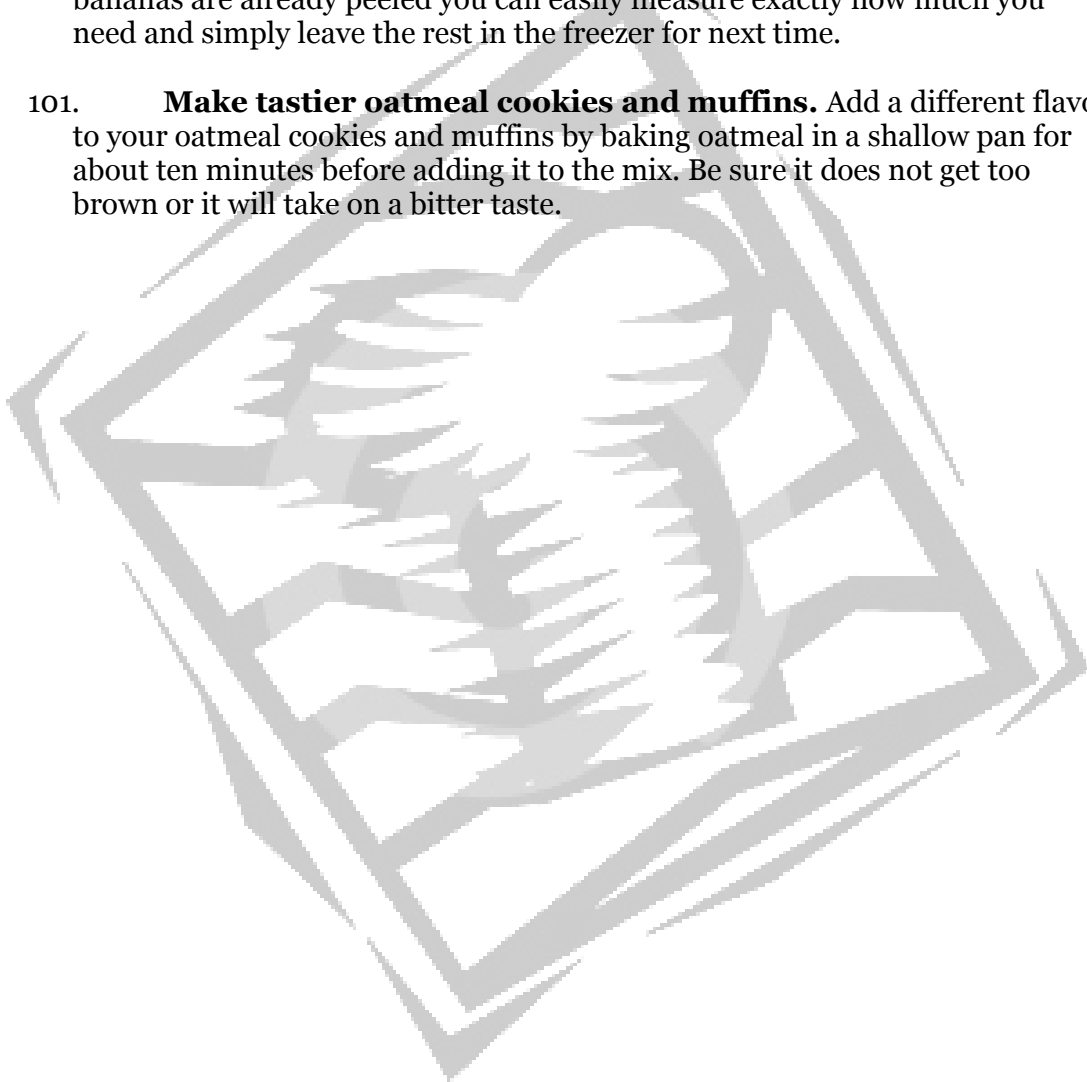 bananas are already peeled you can easily measure exactly how much you
need and simply leave the rest in the freezer for next time.
101. Make tastier oatmeal cookies and muffins. Add a different flavo
to your oatmeal cookies and muffins by baking oatmeal in a shallow pan for
about ten minutes before adding it to the mix. Be sure it does not get too
brown or it will take on a bitter taste.